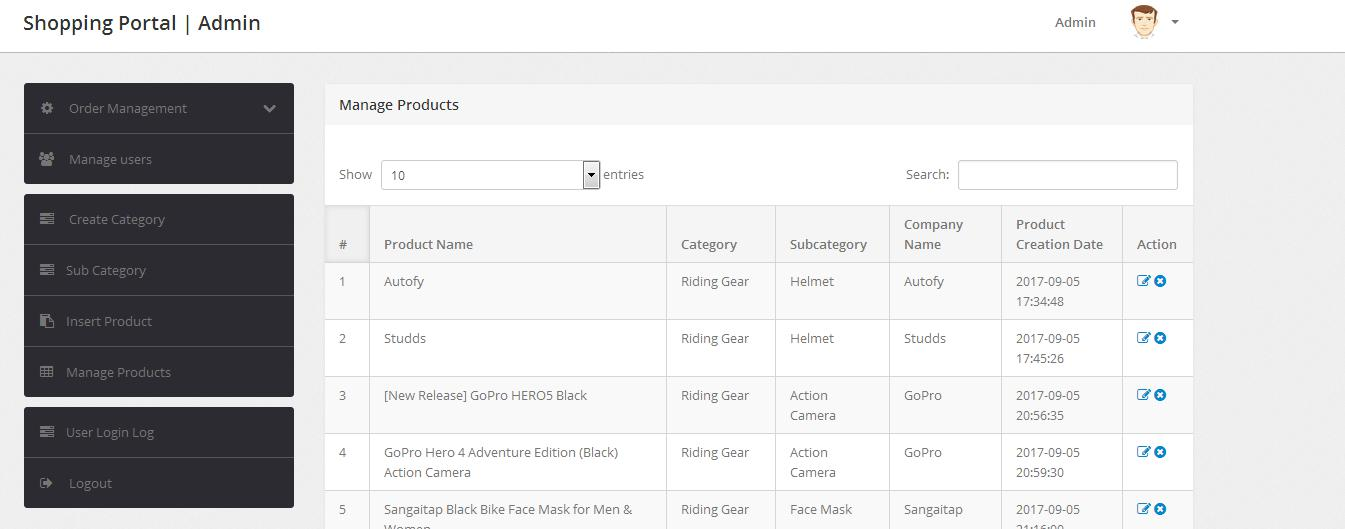 Shopping Portal | Admin
Admin
Order Management
Manage users
Create Category
Sub Category
Insert Product
Manage Products
User Login Log
Logout
Manage Products
Show 10 entries
Search:
# Product Name Category Subcategory Company Name Product Creation Date Action
1 Autofy Riding Gear Helmet Autofy 2017-09-05 17:34:48
2 Studds Riding Gear Helmet Studds 2017-09-05 17:45:26
3 [New Release] GoPro HERO5 Black Riding Gear Action Camera GoPro 2017-09-05 20:56:35
4 GoPro Hero 4 Adventure Edition (Black) Action Camera Riding Gear Action Camera GoPro 2017-09-05 20:59:30
5 Sangaitap Black Bike Face Mask for Men & Riding Gear Face Mask Sangaitap 2017-09-05